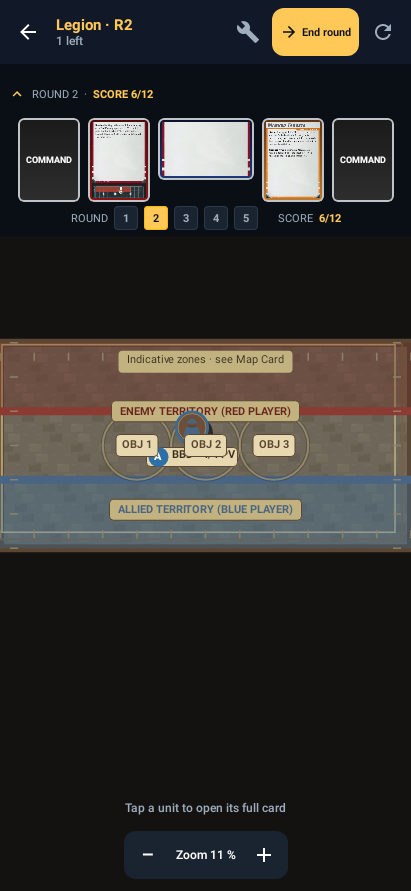 Legion · R2
1 left
End round
ROUND 2 · SCORE 6/12
COMMAND
COMMAND
ROUND 1 2 3 4 5 SCORE 6/12
Indicative zones · see Map Card
ENEMY TERRITORY (RED PLAYER)
OBJ 1
OBJ 2
OBJ 3
A
ALLIED TERRITORY (BLUE PLAYER)
Tap a unit to open its full card
− Zoom 11 % +